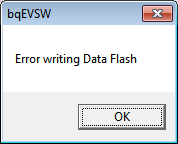 bqEVSW
Error writing Data Flash
OK